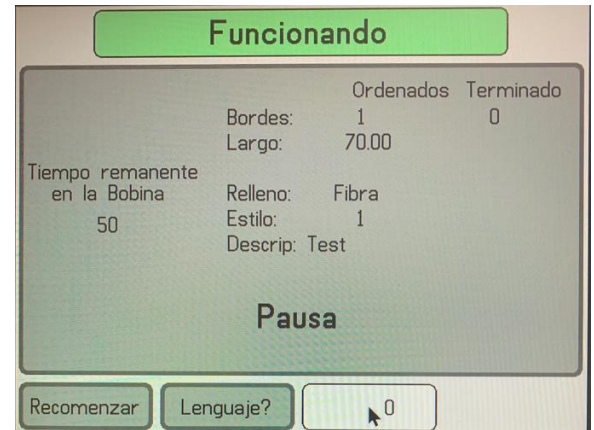 Funcionando
Ordenados Terminado
Bordes: 1 0
Largo: 70.00
Tiempo remanente
en la Bobina
50
Relleno: Fibra
Estilo: 1
Descrip: Test
Pausa
Recomenzar Lenguaje? 0